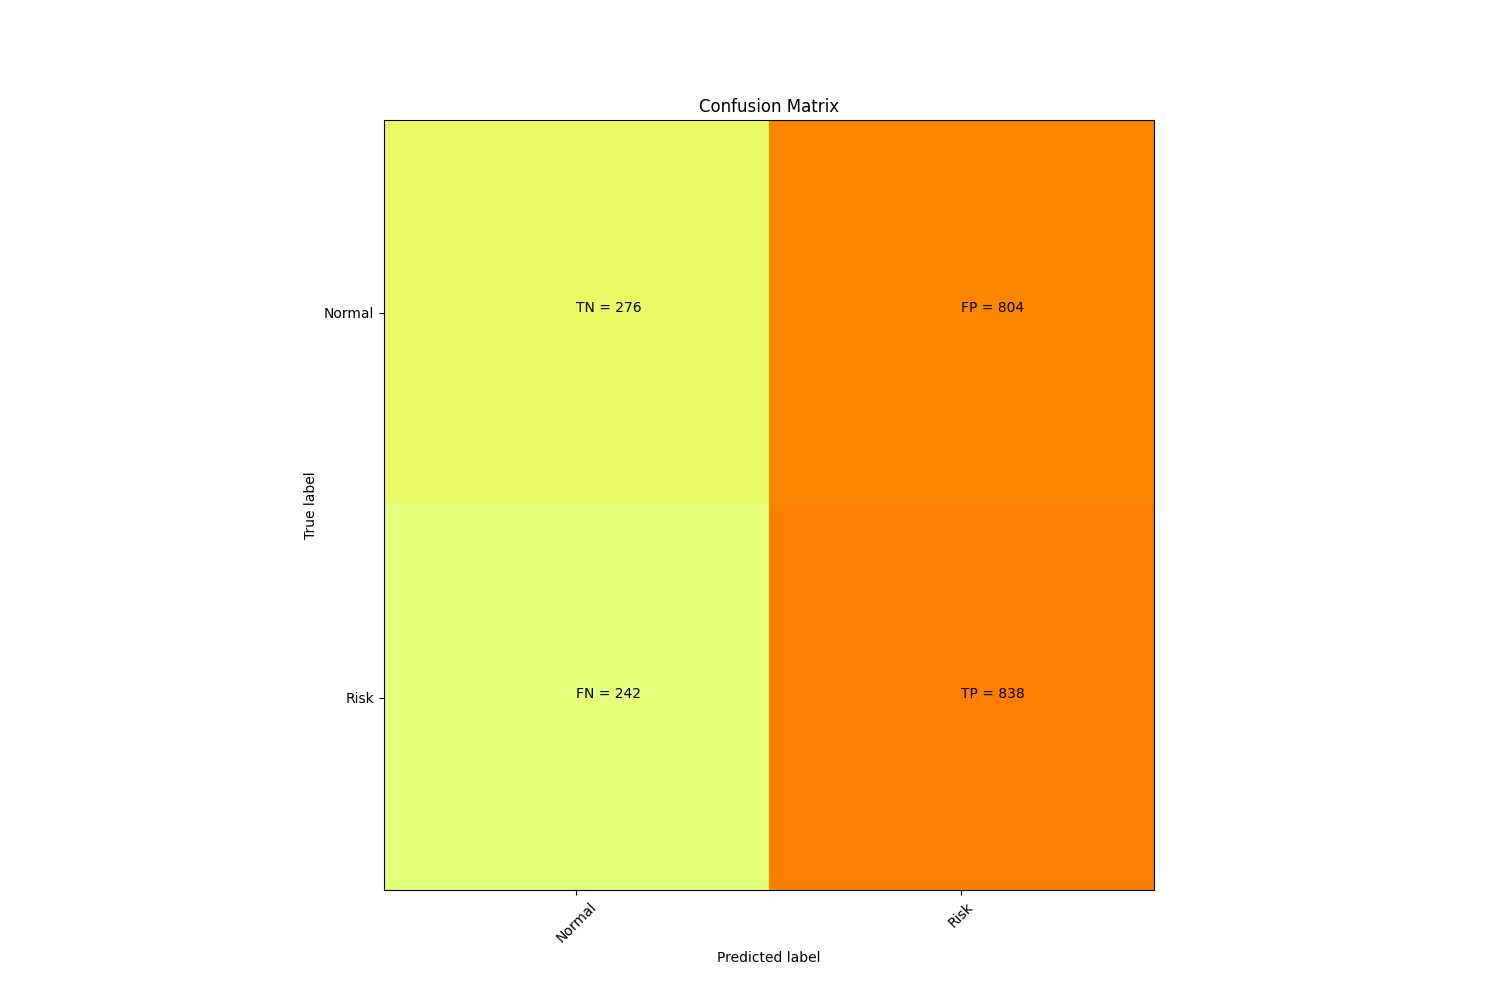 Confusion Matrix
Normal
TN = 276
FP = 804
True label
Risk
FN = 242
TP = 838
Normal
Risk
Predicted label